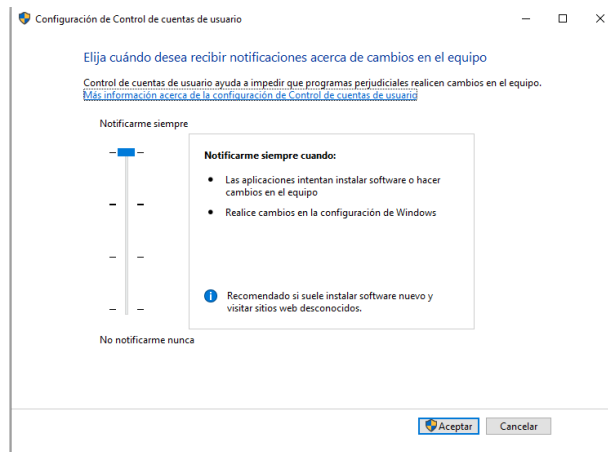 Configuración de Control de cuentas de usuario
Elija cuándo desea recibir notificaciones acerca de cambios en el equipo
Control de cuentas de usuario ayuda a impedir que programas perjudiciales realicen cambios en el equipo.
Más información acerca de la configuración de Control de cuentas de usuario
Notificarme siempre
Notificarme siempre cuando:
Las aplicaciones intentan instalar software o hacer
cambios en el equipo
Realice cambios en la configuración de Windows
Recomendado si suele instalar software nuevo y
visitar sitios web desconocidos.
No notificarme nunca
Aceptar
Cancelar